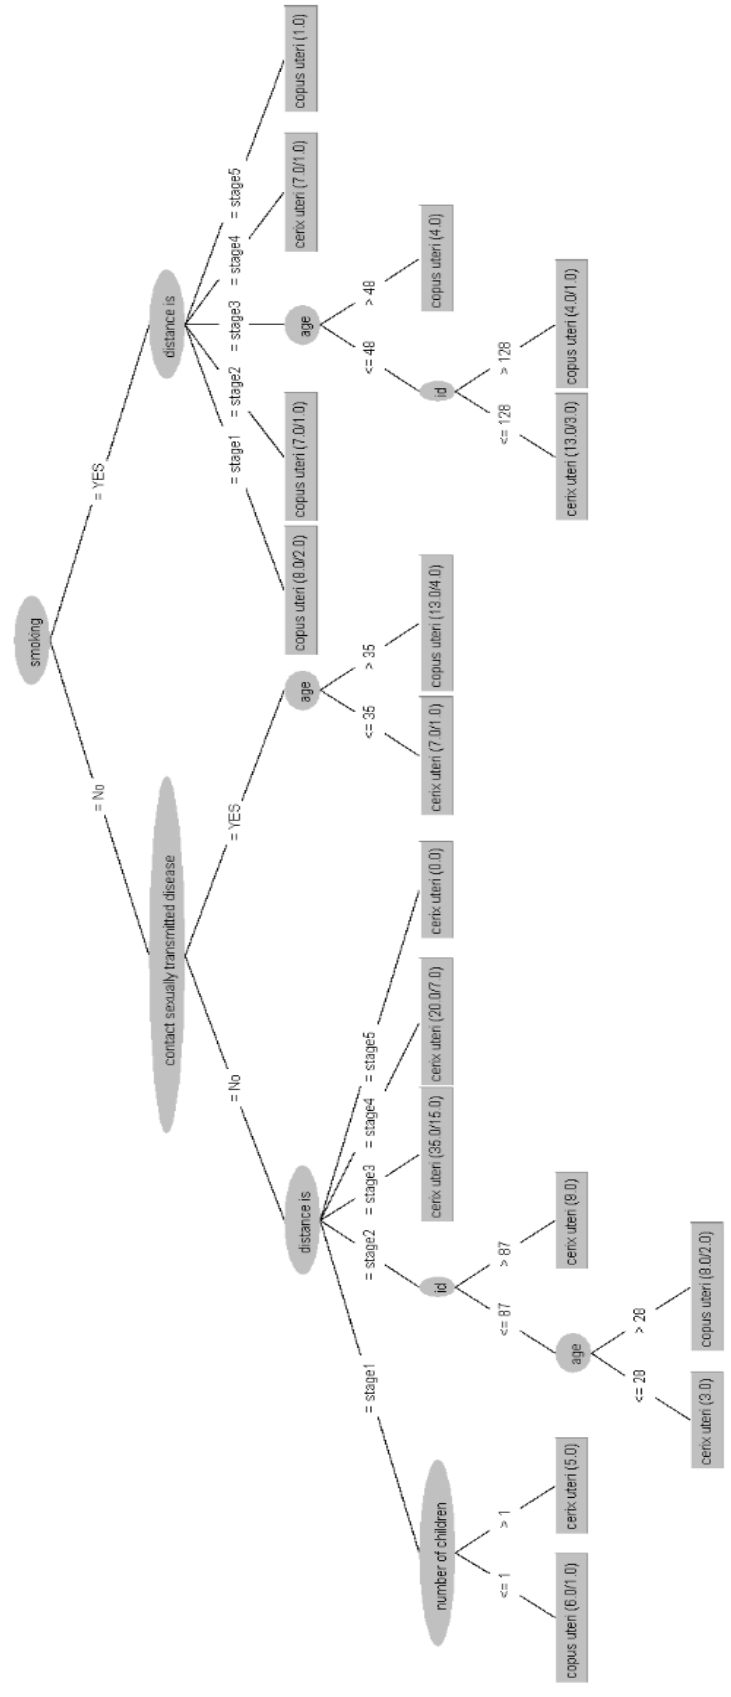 smoking
= No
= YES
contact sexually transmitted disease
distance is
= No
= YES
= stage1
= stage2
= stage3
= stage4
= stage5
distance is
age
copus uteri (8.0/2.0)
copus uteri (7.0/1.0)
age
cerix uteri (7.0/1.0)
copus uteri (1.0)
= stage1
= stage2
= stage3
= stage4
= stage5
<= 35
> 35
<= 48
> 48
number of children
id
cerix uteri (35.0/15.0)
cerix uteri (20.0/7.0)
cerix uteri (0.0)
cerix uteri (7.0/1.0)
copus uteri (13.0/4.0)
id
copus uteri (4.0)
<= 1
> 1
<= 87
> 87
<= 128
> 128
copus uteri (6.0/1.0)
cerix uteri (5.0)
age
cerix uteri (9.0)
cerix uteri (13.0/3.0)
copus uteri (4.0/1.0)
<= 28
> 28
cerix uteri (3.0)
copus uteri (8.0/2.0)